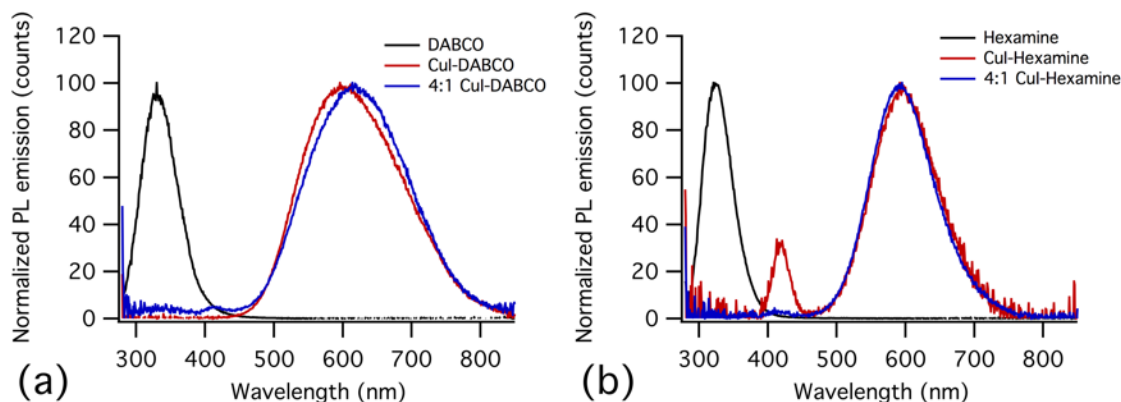 120
100
80
60
40
20
0
Normalized PL emission (counts)
DABCO
CuI-DABCO
4:1 CuI-DABCO
300 400 500 600 700 800
Wavelength (nm)
(a)
120
100
80
60
40
20
0
Normalized PL emission (counts)
Hexamine
CuI-Hexamine
4:1 CuI-Hexamine
300 400 500 600 700 800
Wavelength (nm)
(b)